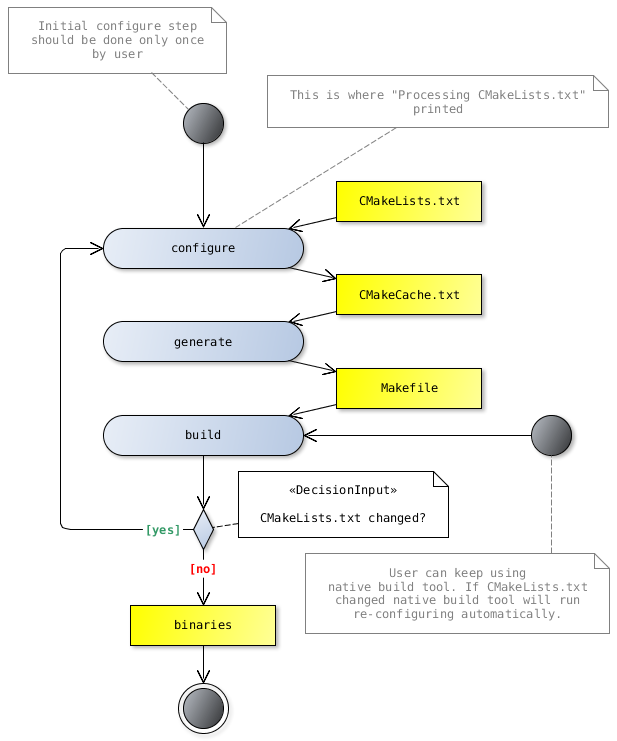 Initial configure step
should be done only once
by user
This is where "Processing CMakeLists.txt"
printed
CMakeLists.txt
configure
CMakeCache.txt
generate
Makefile
build
«DecisionInput»
CMakeLists.txt changed?
[yes]
[no]
User can keep using
native build tool. If CMakeLists.txt
changed native build tool will run
re-configuring automatically.
binaries